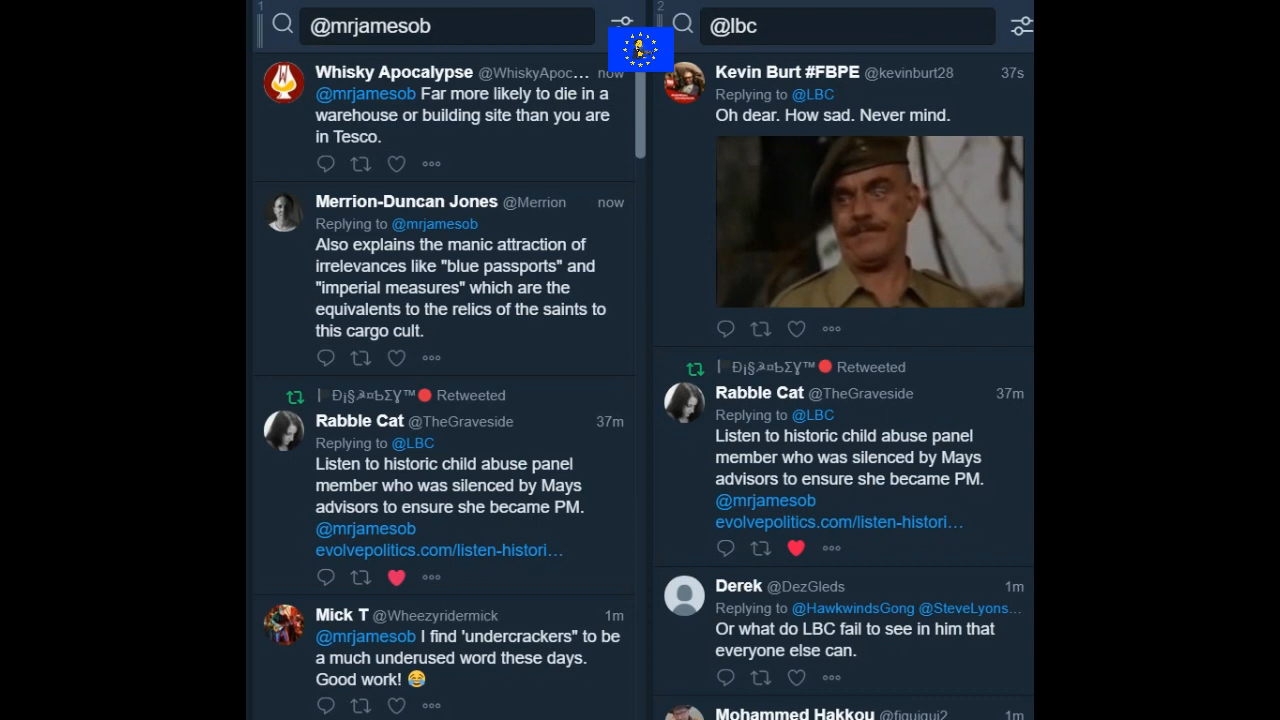 1
@mrjamesob
Whisky Apocalypse @WhiskyApoc... now
@mrjamesob Far more likely to die in a
warehouse or building site than you are
in Tesco.
Merrion-Duncan Jones @Merrion now
Replying to @mrjamesob
Also explains the manic attraction of
irrelevances like "blue passports" and
"imperial measures" which are the
equivalents to the relics of the saints to
this cargo cult.
Ð¡§☭¤ЬΣƔ™ Retweeted
Rabble Cat @TheGraveside 37m
Replying to @LBC
Listen to historic child abuse panel
member who was silenced by Mays
advisors to ensure she became PM.
@mrjamesob
evolvepolitics.com/listen-histori…
Mick T @Wheezyridermick 1m
@mrjamesob I find 'undercrackers" to be
a much underused word these days.
Good work! 😂
2
@lbc
Kevin Burt #FBPE @kevinburt28 37s
Replying to @LBC
Oh dear. How sad. Never mind.
Ð¡§☭¤ЬΣƔ™ Retweeted
Rabble Cat @TheGraveside 37m
Replying to @LBC
Listen to historic child abuse panel
member who was silenced by Mays
advisors to ensure she became PM.
@mrjamesob
evolvepolitics.com/listen-histori…
Derek @DezGleds 1m
Replying to @HawkwindsGong @SteveLyons...
Or what do LBC fail to see in him that
everyone else can.
Mohammed Hakkou @figuigui2 1m